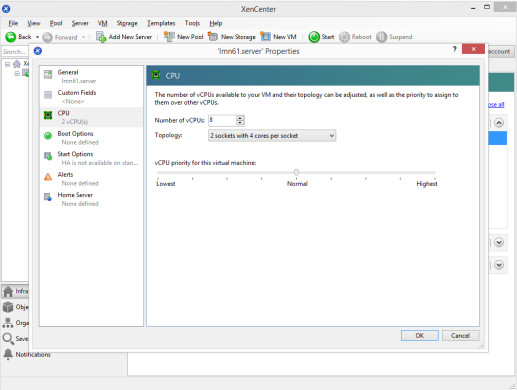 XenCenter
File View Pool Server VM Storage Templates Tools Help
Back Forward Add New Server New Pool New Storage New VM Start Reboot Suspend
Search...
account
'lmn61.server' Properties
?
General
lmn61.server
Custom Fields
<None>
CPU
2 vCPU(s)
Boot Options
None defined
Start Options
HA is not available on stan...
Alerts
None defined
Home Server
None defined
CPU
The number of vCPUs available to your VM and their topology can be adjusted, as well as the priority to assign
to them over other vCPUs.
Number of vCPUs: 8
Topology: 2 sockets with 4 cores per socket
vCPU priority for this virtual machine:
Lowest Normal Highest
OK Cancel
Xe
ose all
Infra
Obje
Orga
Save
Notifications